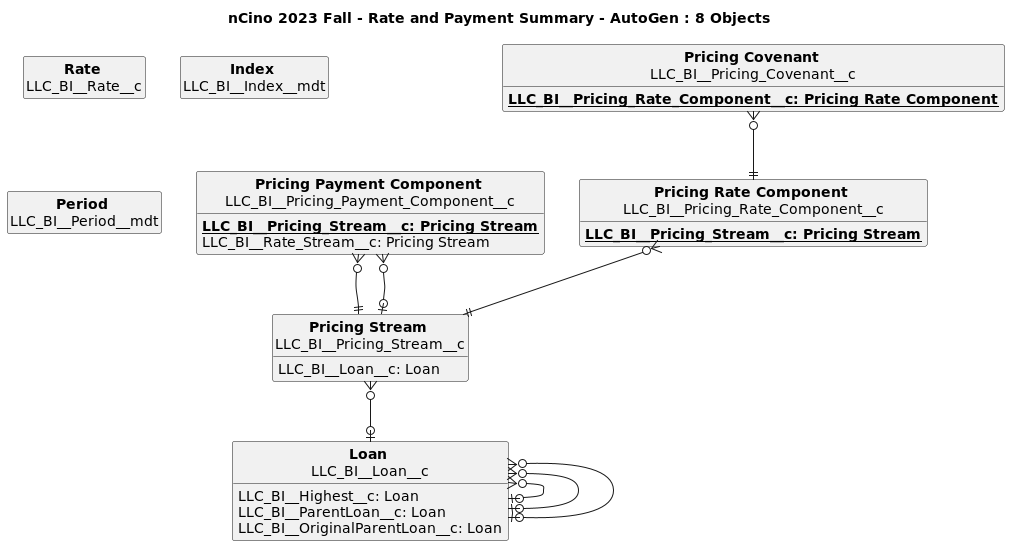 nCino 2023 Fall - Rate and Payment Summary - AutoGen : 8 Objects
Rate
LLC_BI__Rate__c
Index
LLC_BI__Index__mdt
Pricing Covenant
LLC_BI__Pricing_Covenant__c
LLC_BI__Pricing_Rate_Component__c: Pricing Rate Component
Period
LLC_BI__Period__mdt
Pricing Payment Component
LLC_BI__Pricing_Payment_Component__c
LLC_BI__Pricing_Stream__c: Pricing Stream
LLC_BI__Rate_Stream__c: Pricing Stream
Pricing Rate Component
LLC_BI__Pricing_Rate_Component__c
LLC_BI__Pricing_Stream__c: Pricing Stream
Pricing Stream
LLC_BI__Pricing_Stream__c
LLC_BI__Loan__c: Loan
Loan
LLC_BI__Loan__c
LLC_BI__Highest__c: Loan
LLC_BI__ParentLoan__c: Loan
LLC_BI__OriginalParentLoan__c: Loan